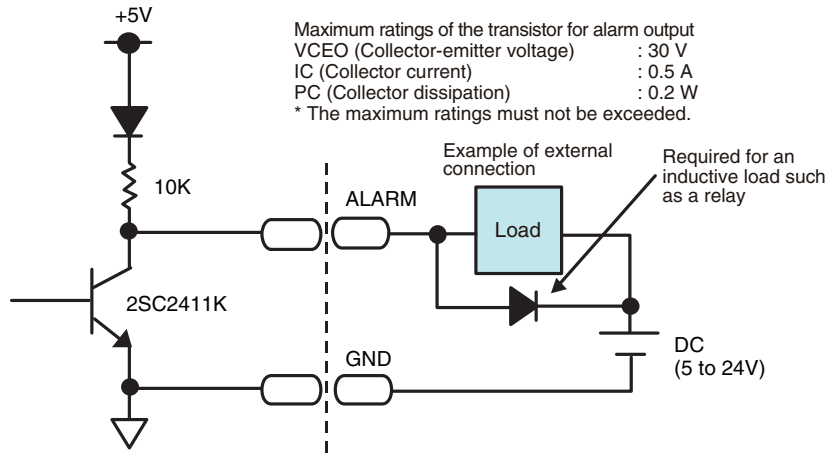 +5V
Maximum ratings of the transistor for alarm output
VCEO (Collector-emitter voltage) : 30 V
IC (Collector current) : 0.5 A
PC (Collector dissipation) : 0.2 W
* The maximum ratings must not be exceeded.
Example of external
connection
Required for an
inductive load such
as a relay
10K
ALARM
Load
2SC2411K
GND
DC
(5 to 24V)